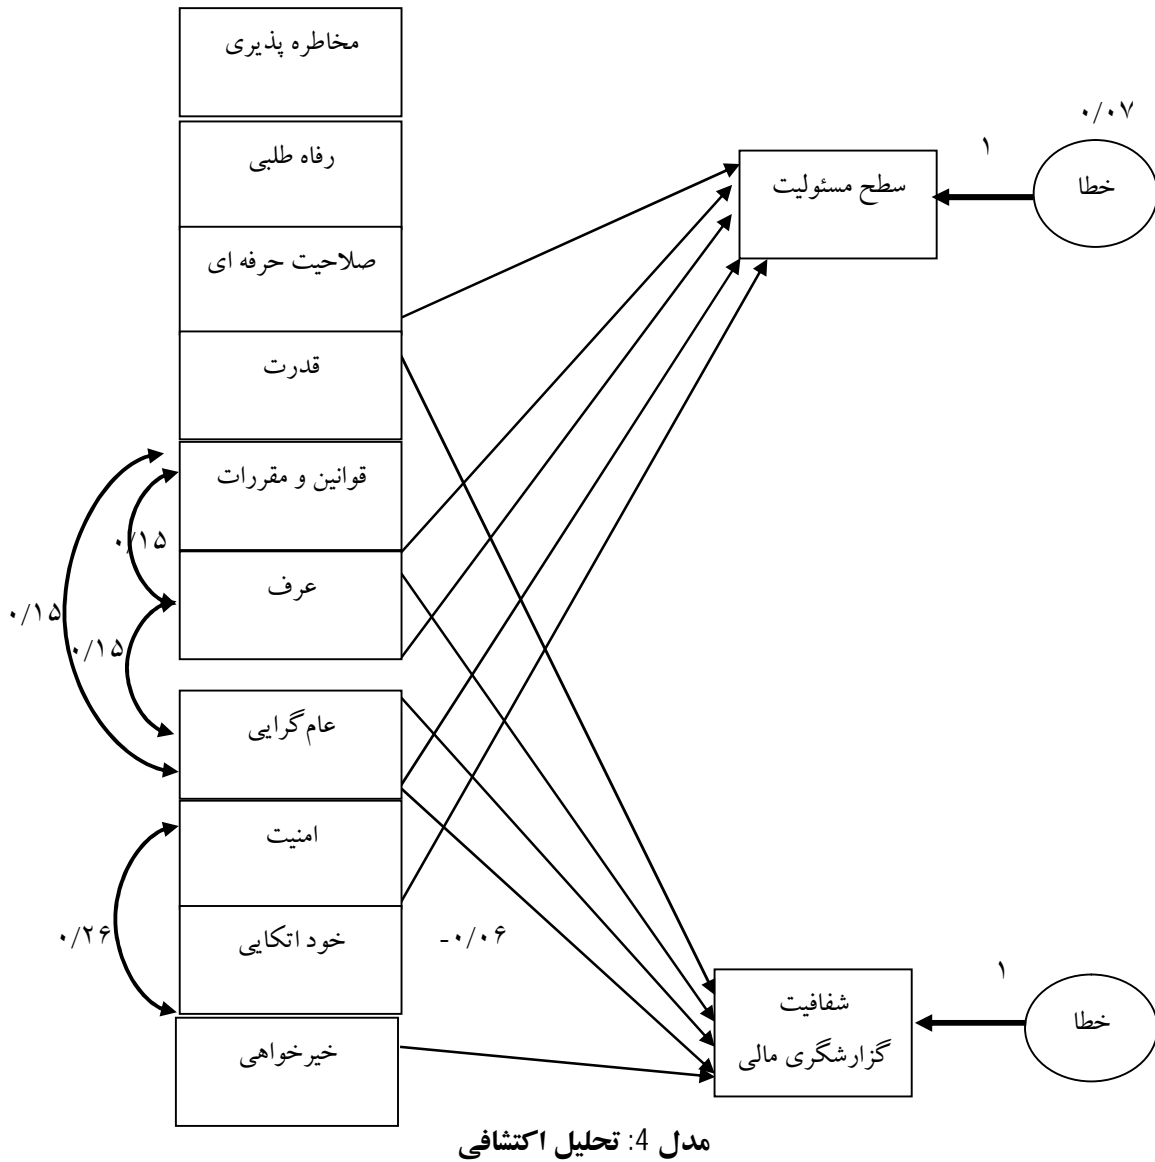 مخاطره پذیری
رفاه طلبی
صلاحیت حرفه ای
قدرت
قوانین و مقررات
عرف
عام‌گرایی
امنیت
خود اتکایی
خیرخواهی
۰/۱۵
۰/۱۵
۰/۱۵
۰/۲۶
-۰/۰۶
سطح مسئولیت
۱
۰/۰۷
خطا
شفافیت
گزارشگری مالی
۱
خطا
مدل 4: تحلیل اکتشافی